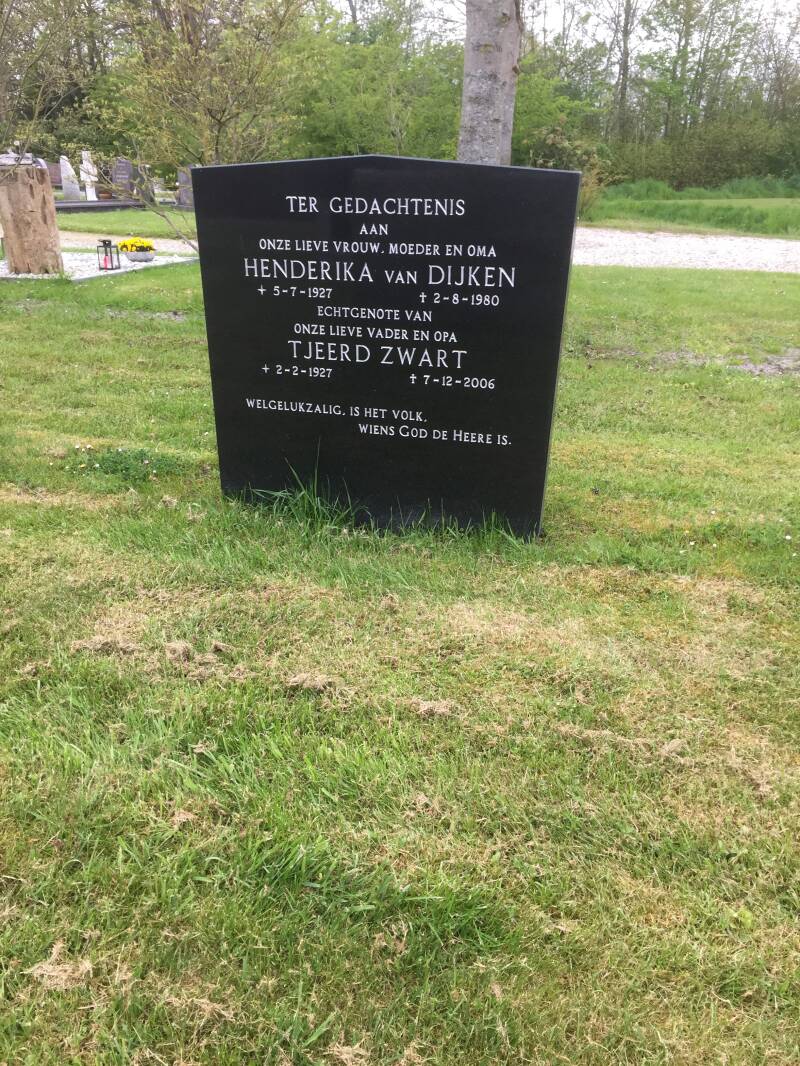 TER GEDACHTENIS
AAN
ONZE LIEVE VROUW, MOEDER EN OMA
HENDERIKA VAN DIJKEN
+ 5-7-1927 † 2-8-1980
ECHTGENOTE VAN
ONZE LIEVE VADER EN OPA
TJEERD ZWART
+ 2-2-1927 † 7-12-2006
WELGELUKZALIG, IS HET VOLK,
WIENS GOD DE HEERE IS.